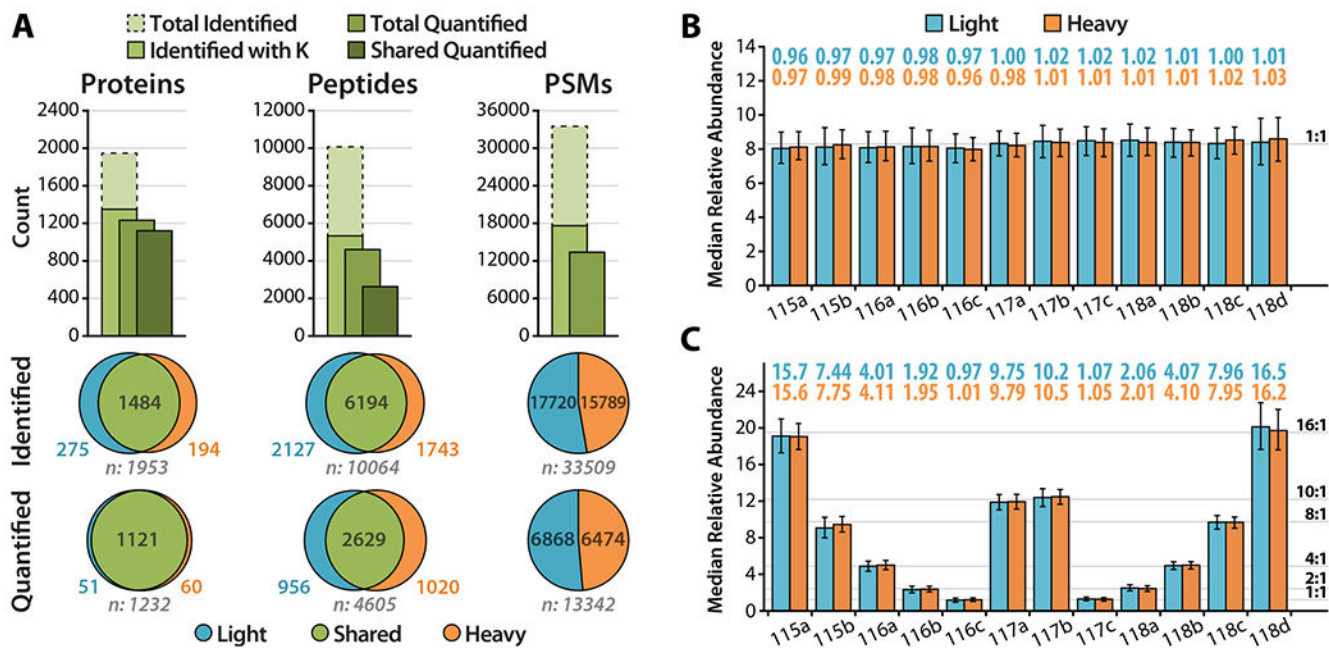 A
Total Identified
Total Quantified
Identified with K
Shared Quantified
Proteins
Peptides
PSMs
Count
2400
2000
1600
1200
800
400
0
12000
10000
8000
6000
4000
2000
0
36000
30000
24000
18000
12000
6000
0
Identified
1484
275
194
n: 1953
6194
2127
1743
n: 10064
17720
15789
n: 33509
Quantified
1121
51
60
n: 1232
2629
956
1020
n: 4605
6868
6474
n: 13342
Light
Shared
Heavy
B
Light
Heavy
Median Relative Abundance
14
12
10
8
6
4
2
0
0.96 0.97 0.97 0.98 0.97 1.00 1.02 1.02 1.02 1.01 1.00 1.01
0.97 0.99 0.98 0.98 0.96 0.98 1.01 1.01 1.01 1.01 1.02 1.03
1:1
115a 115b 116a 116b 116c 117a 117b 117c 118a 118b 118c 118d
C
Median Relative Abundance
24
20
16
12
8
4
0
15.7 7.44 4.01 1.92 0.97 9.75 10.2 1.07 2.06 4.07 7.96 16.5
15.6 7.75 4.11 1.95 1.01 9.79 10.5 1.05 2.01 4.10 7.95 16.2
16:1
10:1
8:1
4:1
2:1
1:1
115a 115b 116a 116b 116c 117a 117b 117c 118a 118b 118c 118d